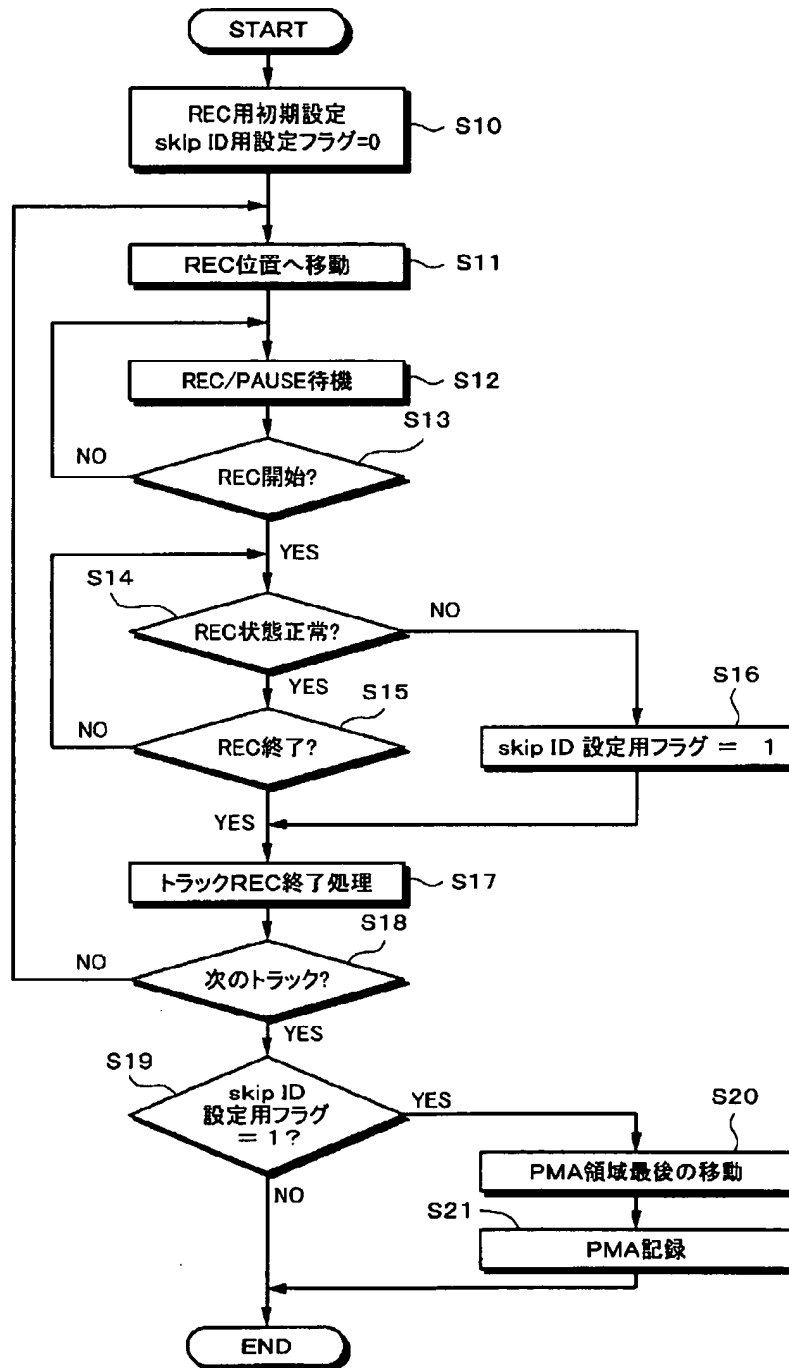 START
REC用初期設定
skip ID用設定フラグ=0
S10
REC位置へ移動
S11
REC/PAUSE待機
S12
S13
NO
REC開始?
YES
S14
REC状態正常?
NO
YES
S15
S16
NO
REC終了?
skip ID 設定用フラグ = 1
YES
トラックREC終了処理
S17
S18
NO
次のトラック?
YES
S19
skip ID
設定用フラグ
= 1?
YES
S20
PMA領域最後の移動
NO
S21
PMA記録
END